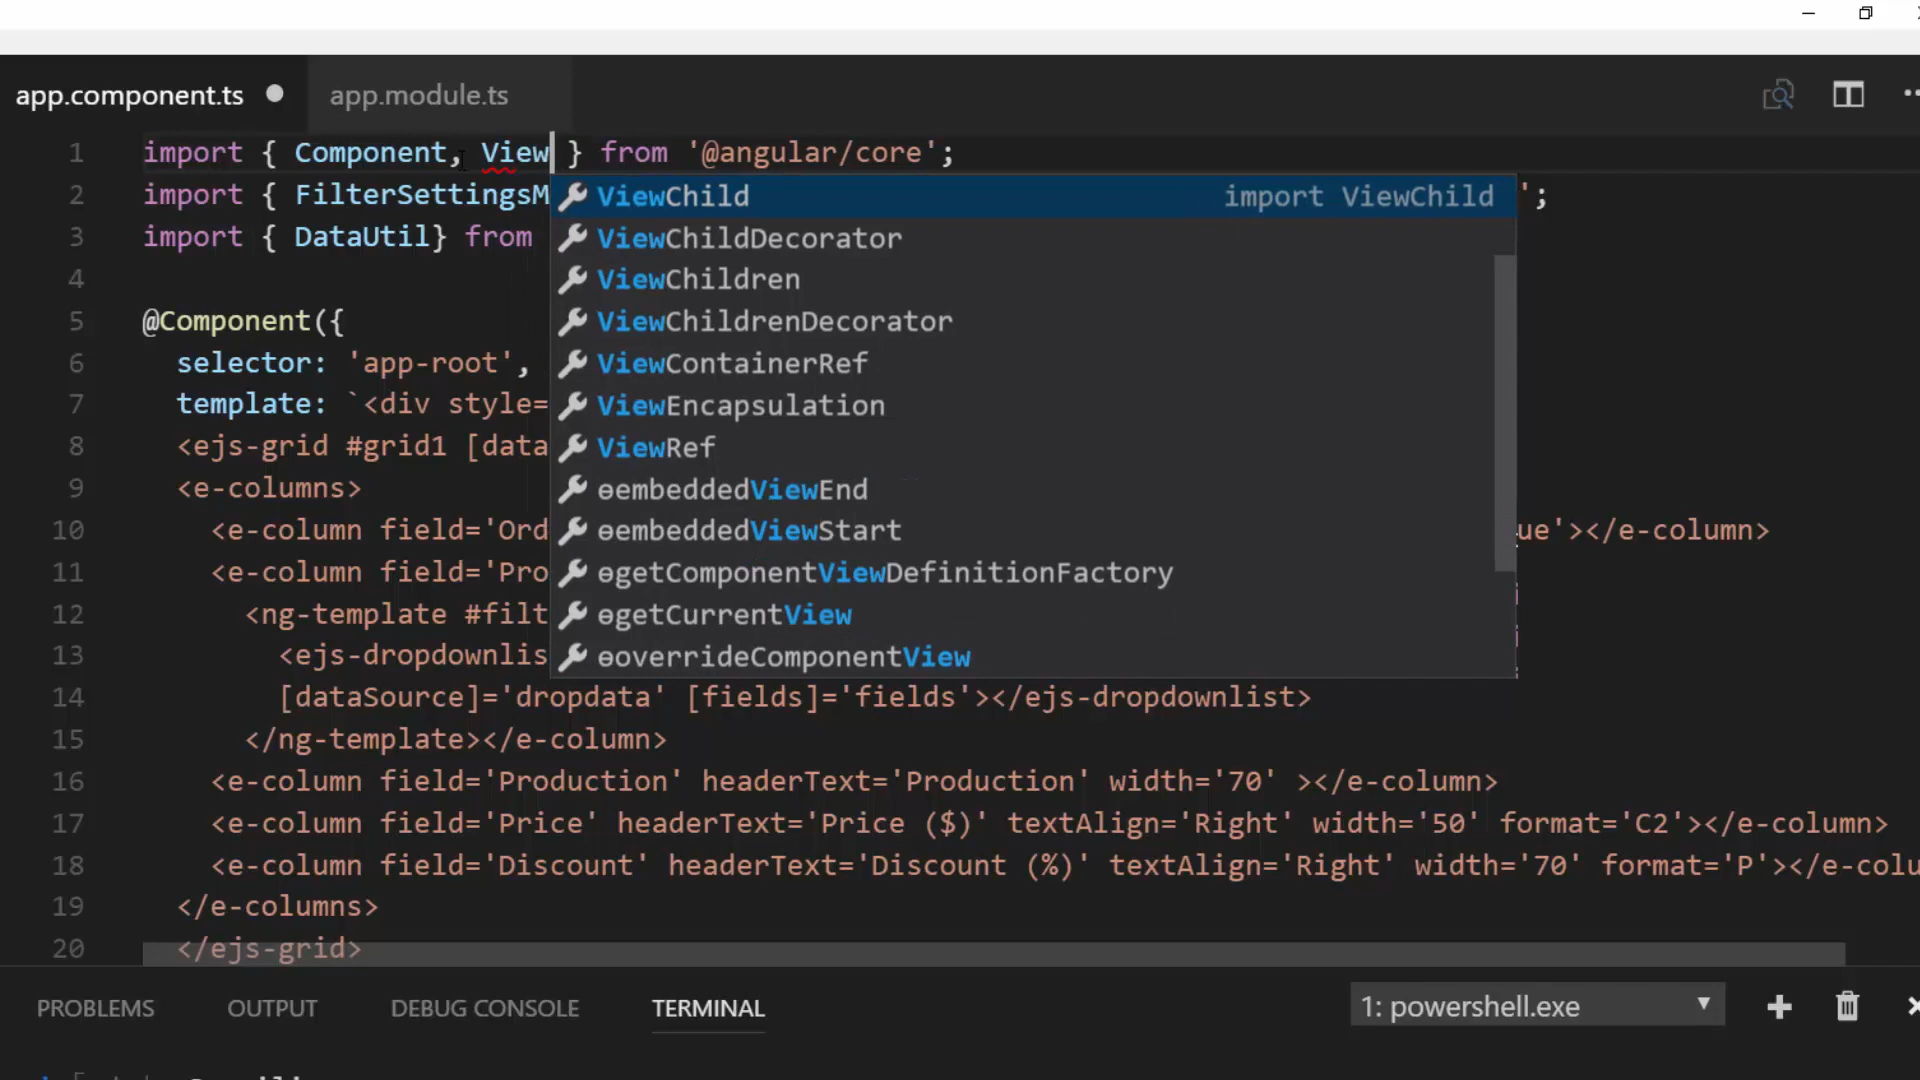 app.component.ts
app.module.ts
1 import { Component, View } from '@angular/core';
2 import { FilterSettingsM ';
3 import { DataUtil} from
4
5 @Component({
6 selector: 'app-root',
7 template: `<div style=
8 <ejs-grid #grid1 [data
9 <e-columns>
10 <e-column field='Ord ue'></e-column>
11 <e-column field='Pro
12 <ng-template #filt
13 <ejs-dropdownlis
14 [dataSource]='dropdata' [fields]='fields'></ejs-dropdownlist>
15 </ng-template></e-column>
16 <e-column field='Production' headerText='Production' width='70' ></e-column>
17 <e-column field='Price' headerText='Price ($)' textAlign='Right' width='50' format='C2'></e-column>
18 <e-column field='Discount' headerText='Discount (%)' textAlign='Right' width='70' format='P'></e-colu
19 </e-columns>
20 </ejs-grid>
ViewChild import ViewChild
ViewChildDecorator
ViewChildren
ViewChildrenDecorator
ViewContainerRef
ViewEncapsulation
ViewRef
ɵembeddedViewEnd
ɵembeddedViewStart
ɵgetComponentViewDefinitionFactory
ɵgetCurrentView
ɵoverrideComponentView
PROBLEMS
OUTPUT
DEBUG CONSOLE
TERMINAL
1: powershell.exe